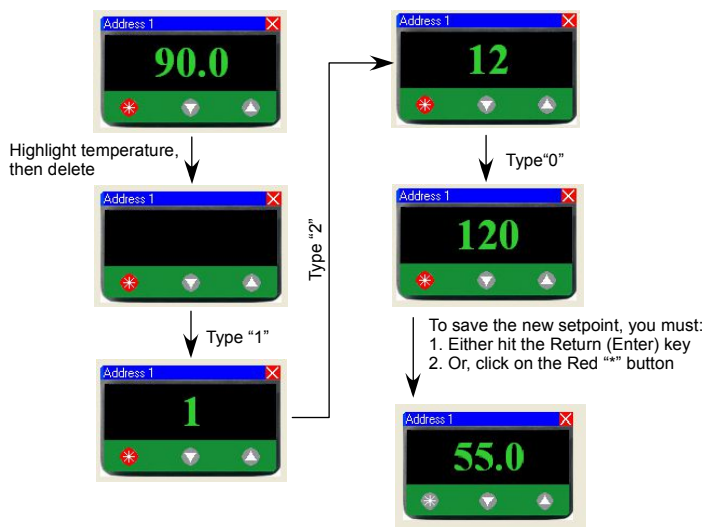 Address 1
90.0
Highlight temperature,
then delete
Address 1
Type “1”
Address 1
1
Type “2”
Address 1
12
Type“0”
Address 1
120
To save the new setpoint, you must:
1. Either hit the Return (Enter) key
2. Or, click on the Red “*” button
Address 1
55.0